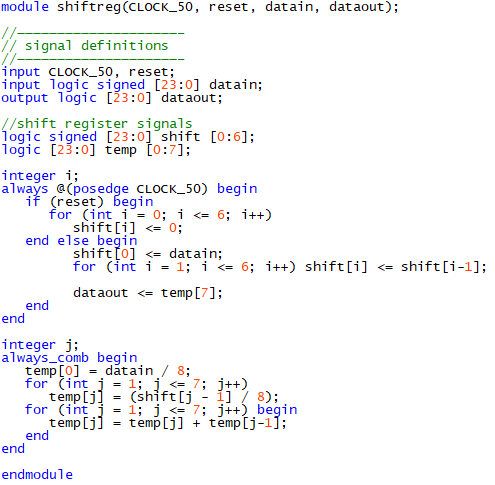 module shiftreg(CLOCK_50, reset, datain, dataout);
//---------------------
// signal definitions
//---------------------
input CLOCK_50, reset;
input logic signed [23:0] datain;
output logic [23:0] dataout;
//shift register signals
logic signed [23:0] shift [0:6];
logic [23:0] temp [0:7];
integer i;
always @(posedge CLOCK_50) begin
if (reset) begin
for (int i = 0; i <= 6; i++)
shift[i] <= 0;
end else begin
shift[0] <= datain;
for (int i = 1; i <= 6; i++) shift[i] <= shift[i-1];
dataout <= temp[7];
end
end
integer j;
always_comb begin
temp[0] = datain / 8;
for (int j = 1; j <= 7; j++)
temp[j] = (shift[j - 1] / 8);
for (int j = 1; j <= 7; j++) begin
temp[j] = temp[j] + temp[j-1];
end
end
endmodule